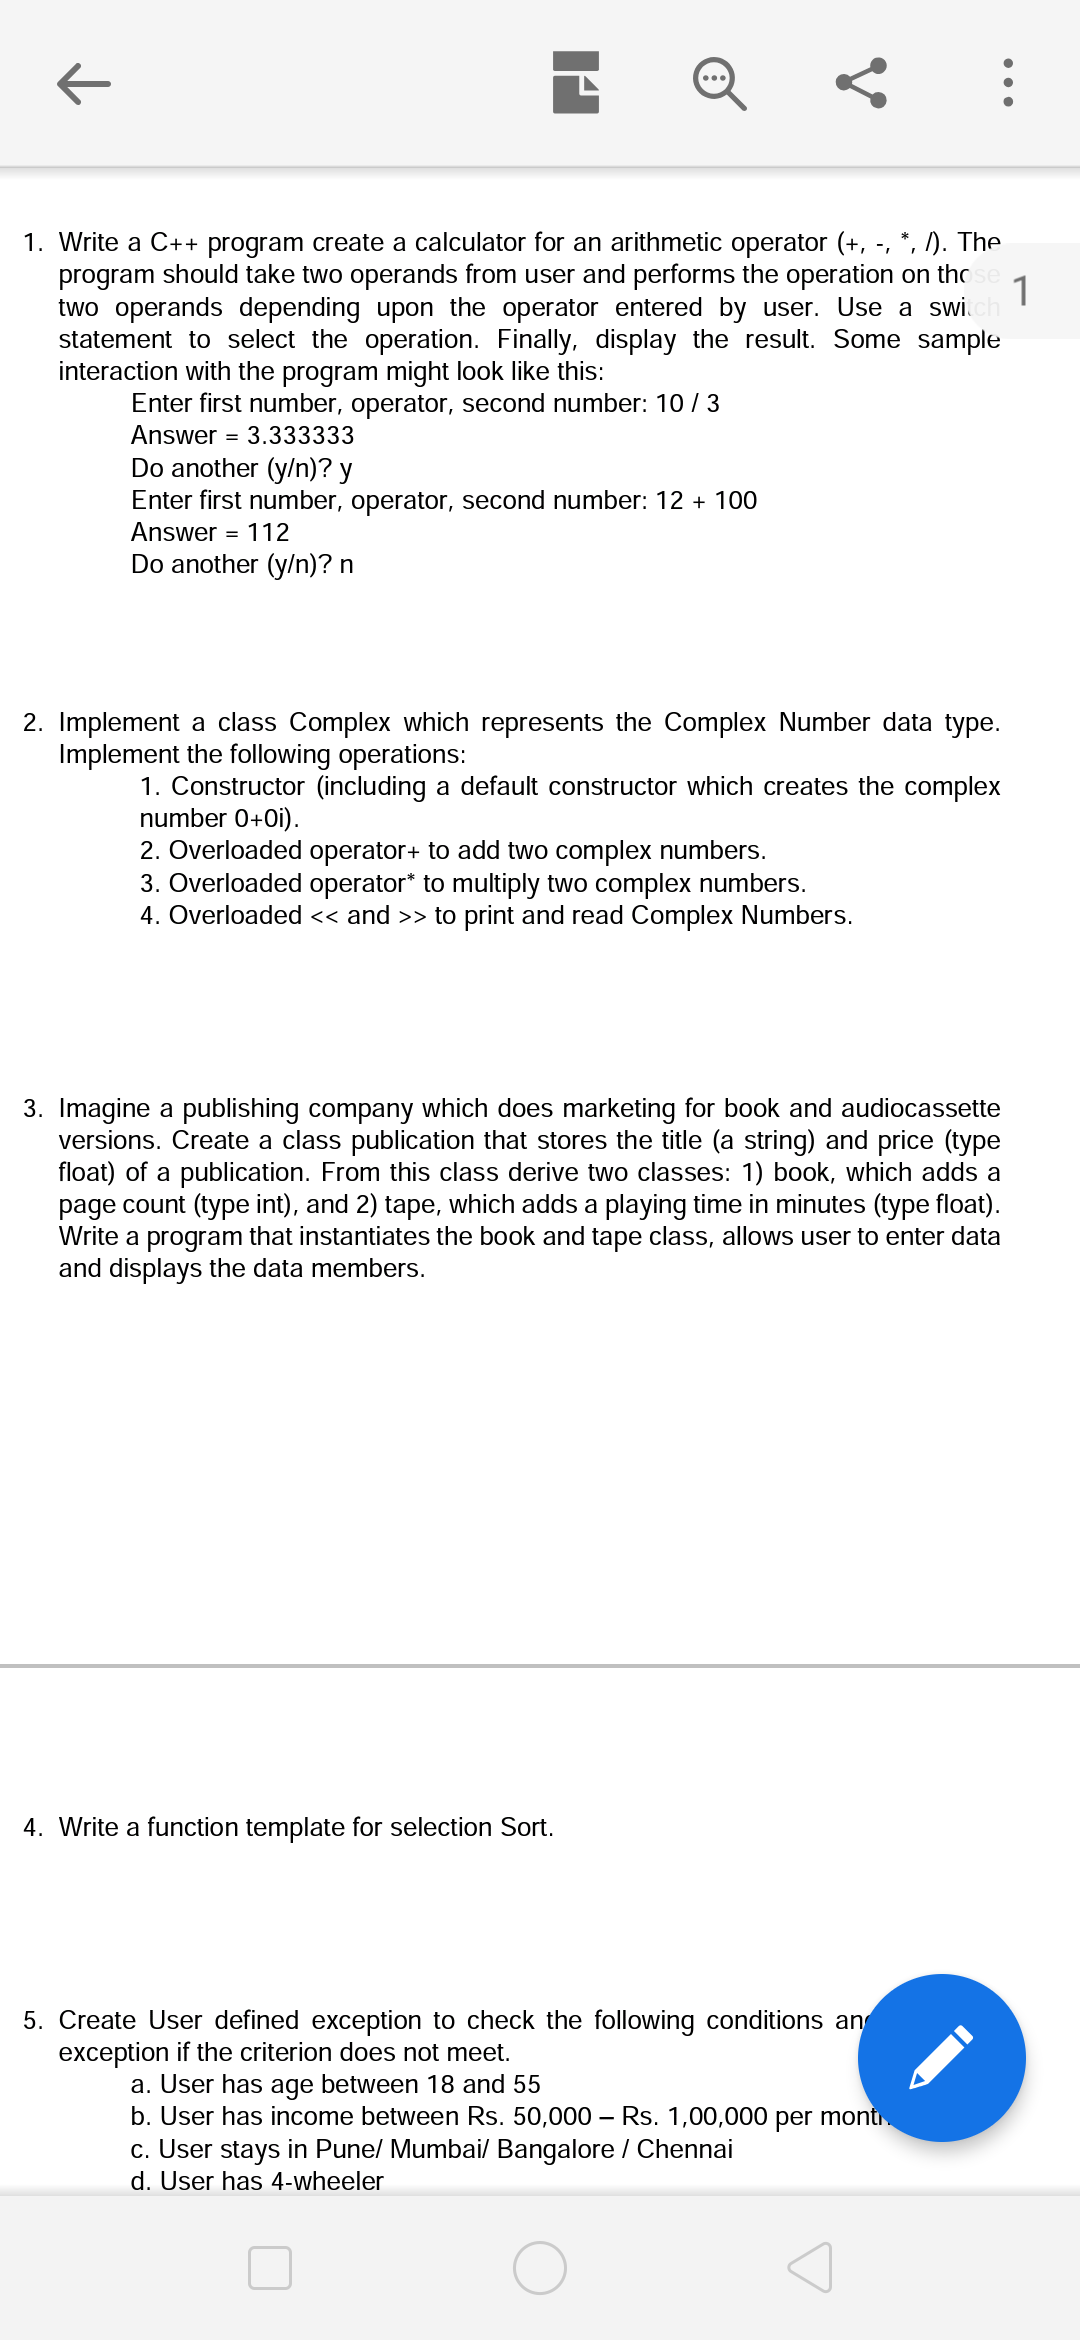 1. Write a C++ program create a calculator for an arithmetic operator (+, -, *, /). The
program should take two operands from user and performs the operation on those
1
two operands depending upon the operator entered by user. Use a switch
statement to select the operation. Finally, display the result. Some sample
interaction with the program might look like this:
Enter first number, operator, second number: 10 / 3
Answer = 3.333333
Do another (y/n)? y
Enter first number, operator, second number: 12 + 100
Answer = 112
Do another (y/n)? n
2. Implement a class Complex which represents the Complex Number data type.
Implement the following operations:
1. Constructor (including a default constructor which creates the complex
number 0+0i).
2. Overloaded operator+ to add two complex numbers.
3. Overloaded operator* to multiply two complex numbers.
4. Overloaded << and >> to print and read Complex Numbers.
3. Imagine a publishing company which does marketing for book and audiocassette
versions. Create a class publication that stores the title (a string) and price (type
float) of a publication. From this class derive two classes: 1) book, which adds a
page count (type int), and 2) tape, which adds a playing time in minutes (type float).
Write a program that instantiates the book and tape class, allows user to enter data
and displays the data members.
4. Write a function template for selection Sort.
5. Create User defined exception to check the following conditions
exception if the criterion does not meet.
a. User has age between 18 and 55
b. User has income between Rs. 50,000 – Rs. 1,00,000 per month
c. User stays in Pune/ Mumbai/ Bangalore / Chennai
d. User has 4-wheeler